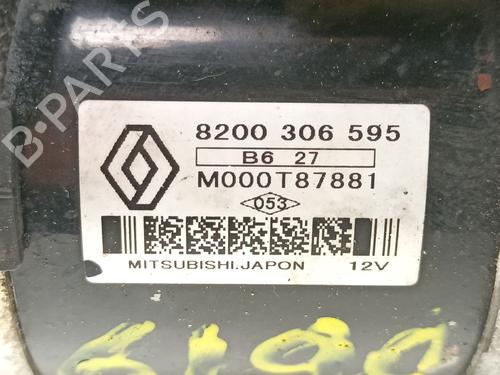 B-PARTS
8200 306 595
B6 27
M000T87881
053
MITSUBISHI.JAPON 12V